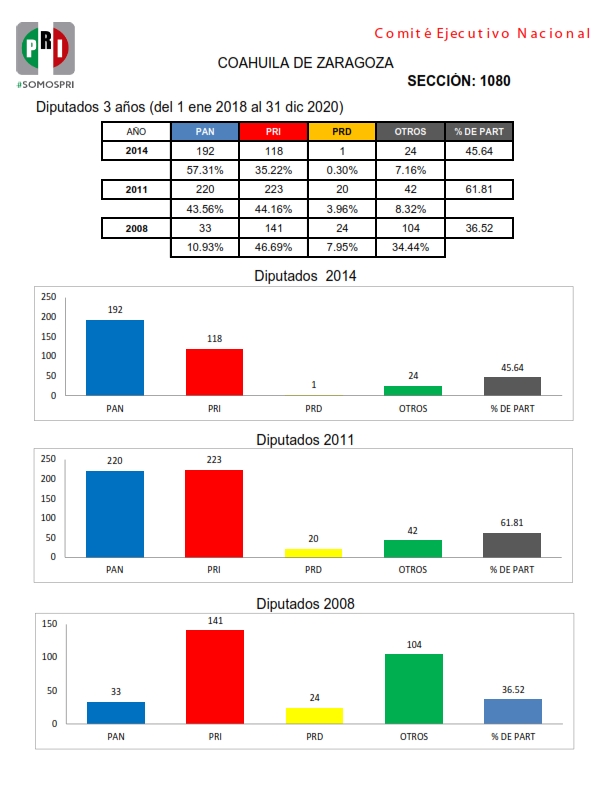 Comité Ejecutivo Nacional
PRI
#SOMOSPRI
COAHUILA DE ZARAGOZA
SECCIÓN: 1080
Diputados 3 años (del 1 ene 2018 al 31 dic 2020)
AÑO PAN PRI PRD OTROS % DE PART
2014 192 118 1 24 45.64
57.31% 35.22% 0.30% 7.16%
2011 220 223 20 42 61.81
43.56% 44.16% 3.96% 8.32%
2008 33 141 24 104 36.52
10.93% 46.69% 7.95% 34.44%
Diputados 2014
250
200
150
100
50
0
192
118
1
24
45.64
PAN PRI PRD OTROS % DE PART
Diputados 2011
250
200
150
100
50
0
220
223
20
42
61.81
PAN PRI PRD OTROS % DE PART
Diputados 2008
150
100
50
0
33
141
24
104
36.52
PAN PRI PRD OTROS % DE PART